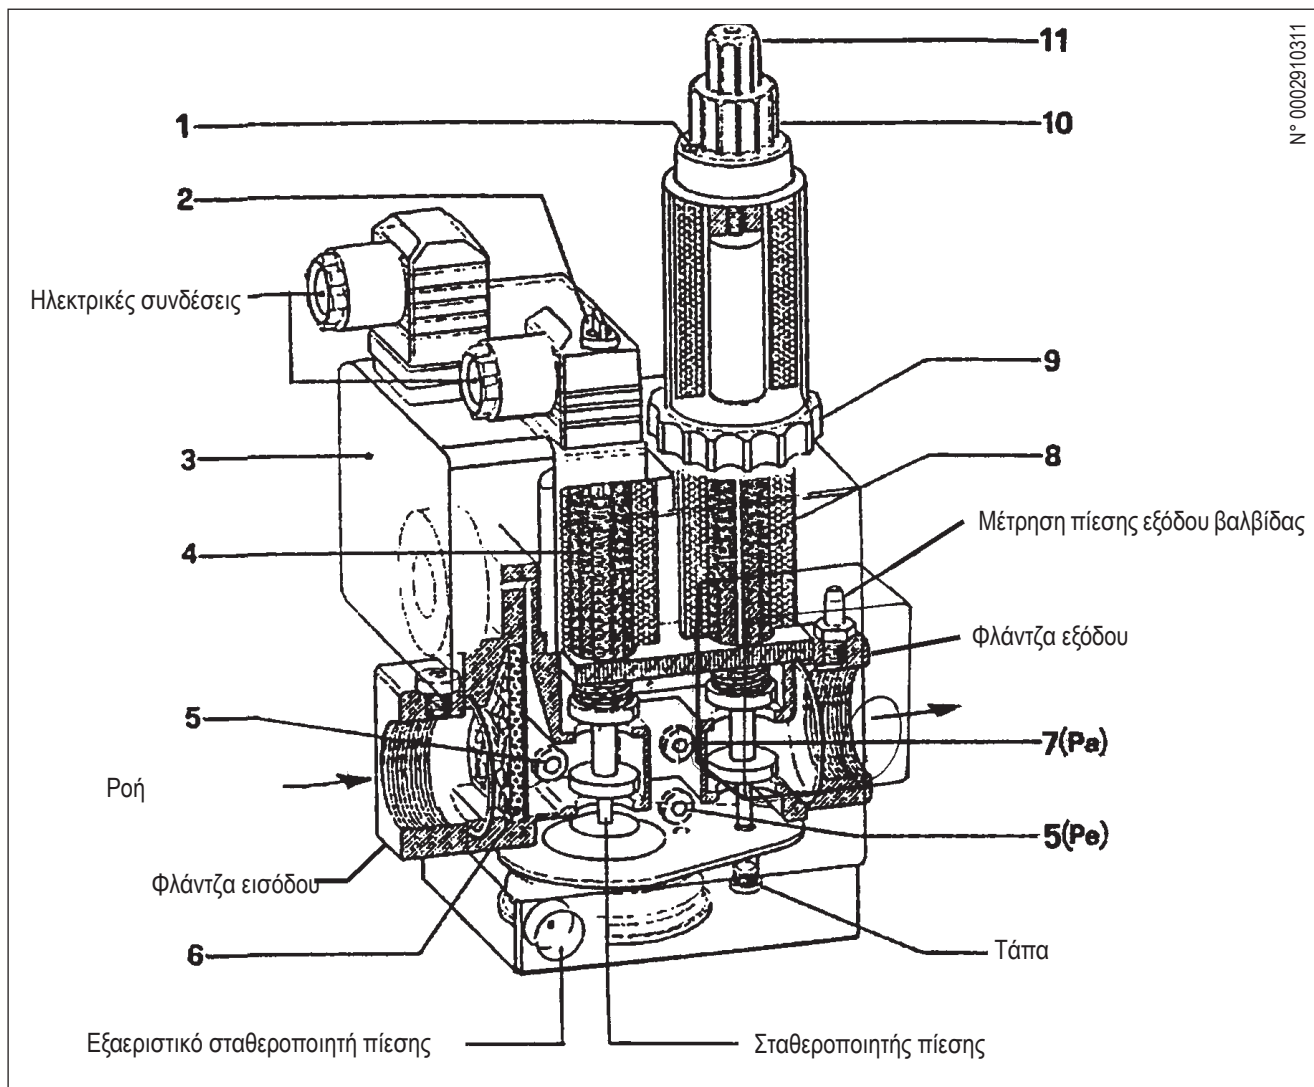 11
N° 0002910311
1
10
2
Ηλεκτρικές συνδέσεις
9
3
8
Μέτρηση πίεσης εξόδου βαλβίδας
4
Φλάντζα εξόδου
5
7(Pa)
Ροή
5(Pe)
Φλάντζα εισόδου
6
Τάπα
Εξαεριστικό σταθεροποιητή πίεσης
Σταθεροποιητής πίεσης